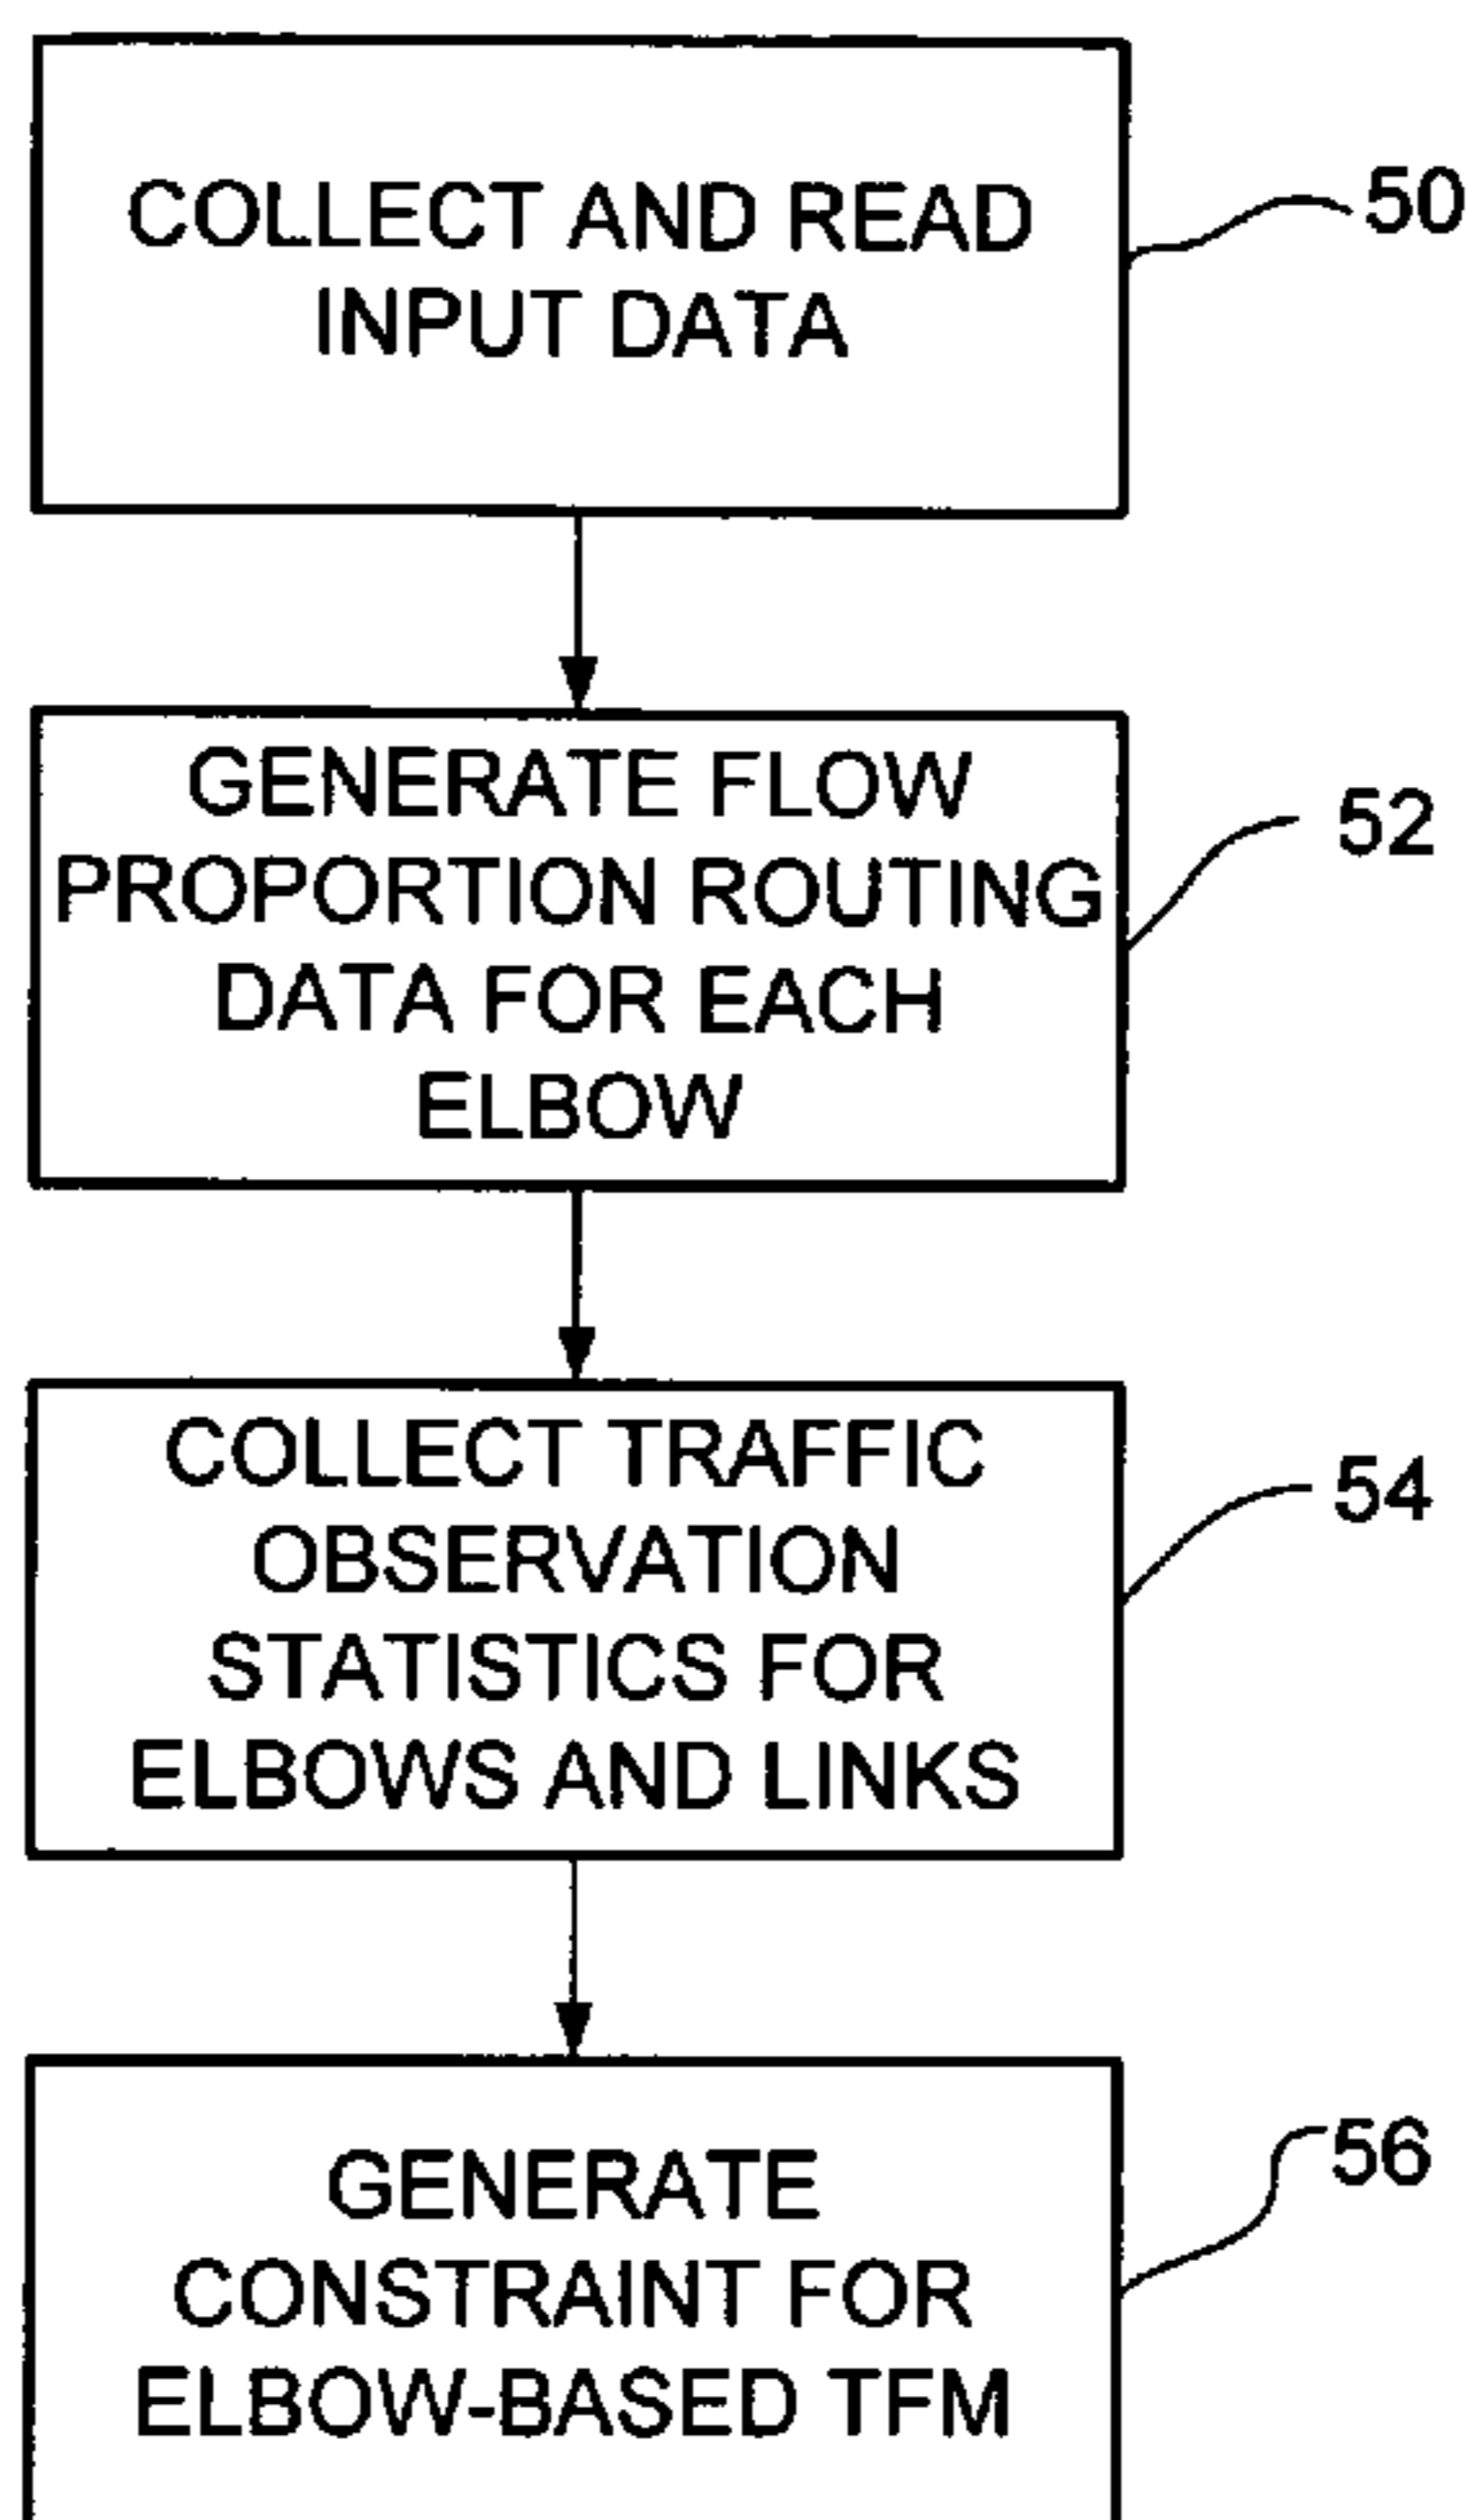 COLLECT AND READ
INPUT DATA
50
GENERATE FLOW
PROPORTION ROUTING
DATA FOR EACH
ELBOW
52
COLLECT TRAFFIC
OBSERVATION
STATISTICS FOR
ELBOWS AND LINKS
54
GENERATE
CONSTRAINT FOR
ELBOW-BASED TFM
56